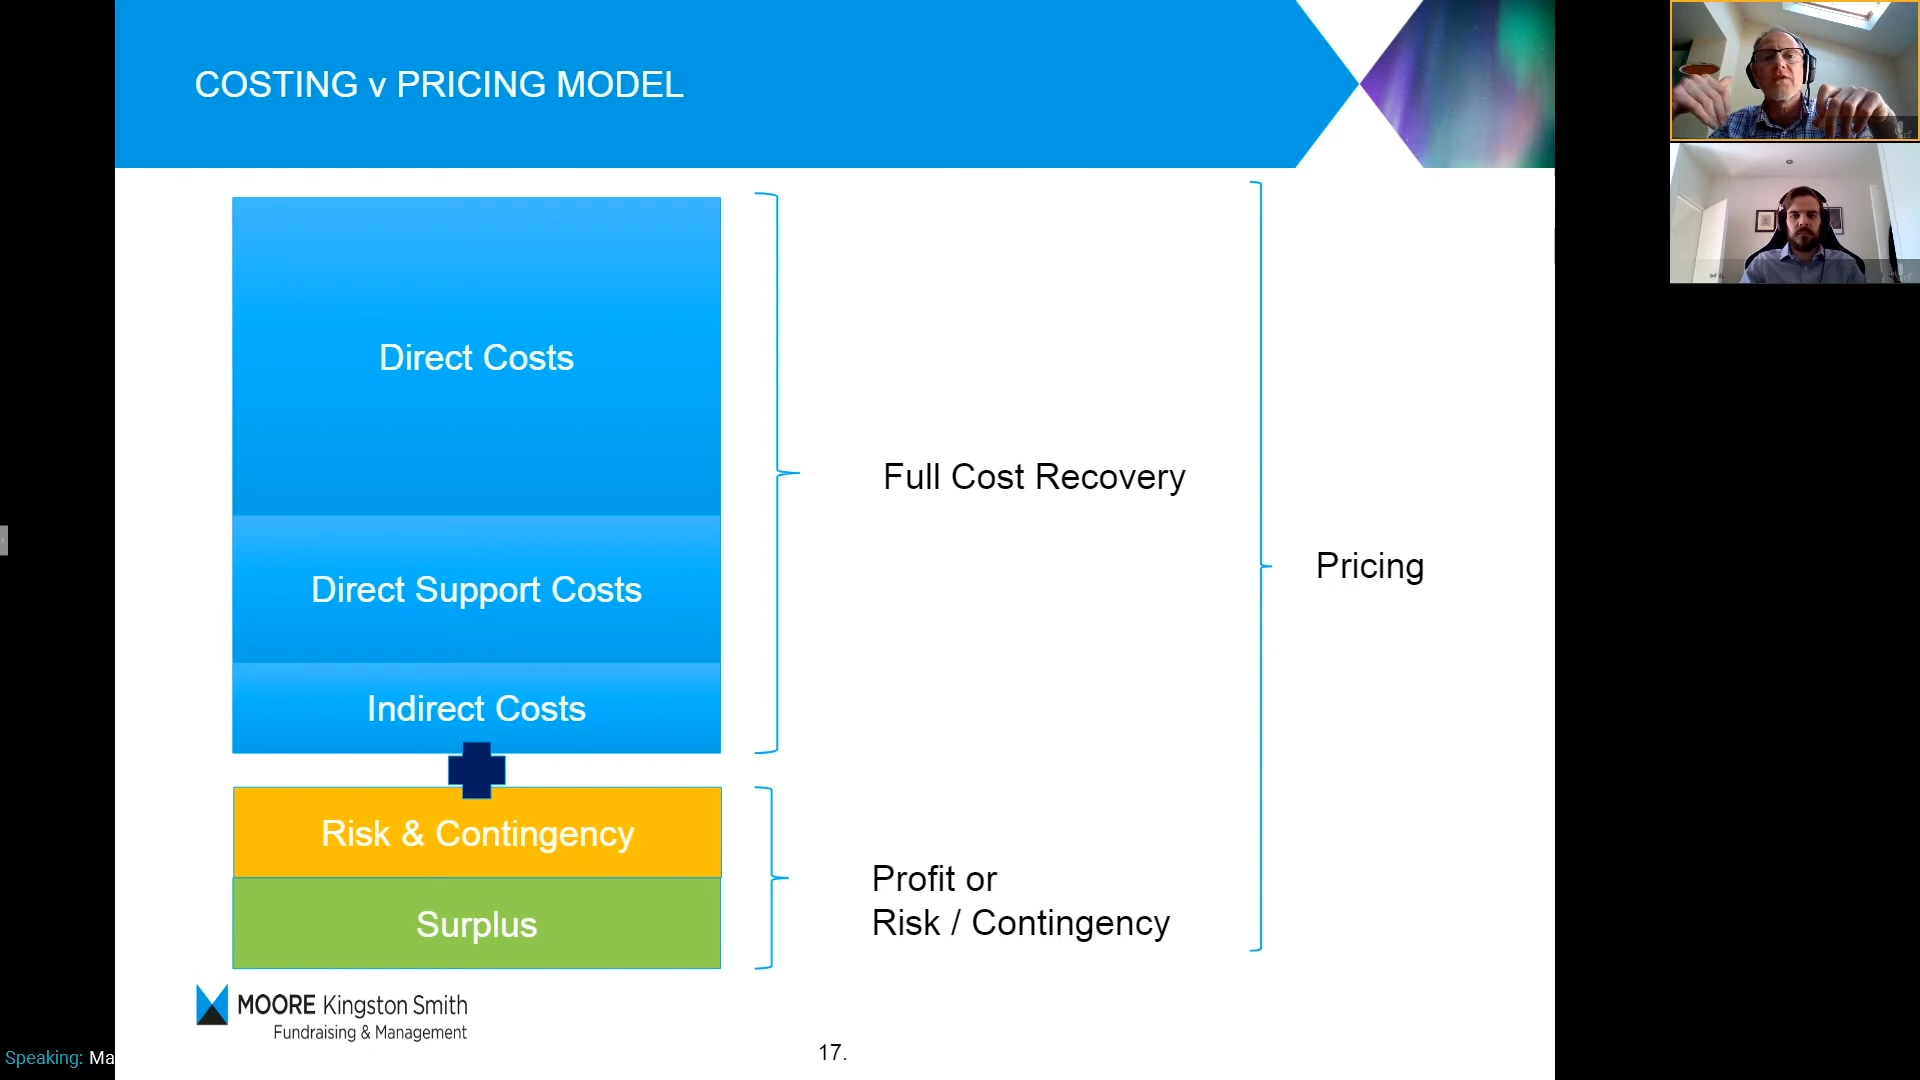 COSTING v PRICING MODEL
Direct Costs
Direct Support Costs
Indirect Costs
Full Cost Recovery
Pricing
Risk & Contingency
Surplus
Profit or
Risk / Contingency
MOORE Kingston Smith
Fundraising & Management
17.
Speaking: Ma